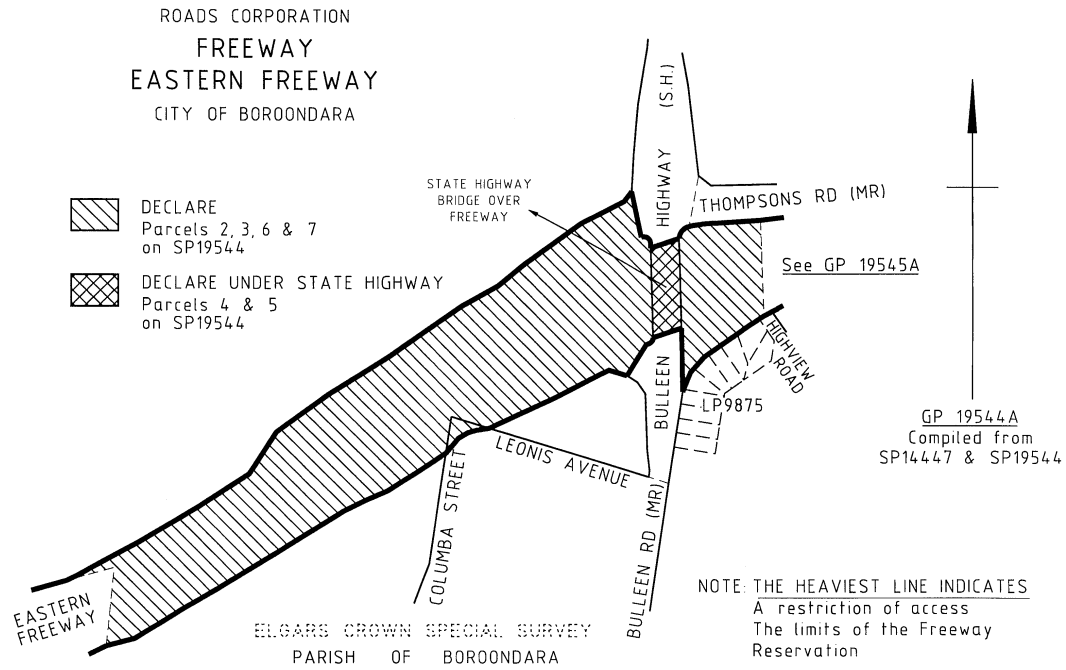 ROADS CORPORATION
FREEWAY
EASTERN FREEWAY
CITY OF BOROONDARA
DECLARE
Parcels 2, 3, 6 & 7
on SP19544
DECLARE UNDER STATE HIGHWAY
Parcels 4 & 5
on SP19544
STATE HIGHWAY
BRIDGE OVER
FREEWAY
HIGHWAY (S.H.)
THOMPSONS RD (MR)
See GP 19545A
HIGHVIEW
ROAD
BULLEEN
LP9875
LEONIS AVENUE
COLUMBA STREET
BULLEEN RD (MR)
GP 19544A
Compiled from
SP14447 & SP19544
EASTERN
FREEWAY
ELGARS CROWN SPECIAL SURVEY
PARISH OF BOROONDARA
NOTE: THE HEAVIEST LINE INDICATES
A restriction of access
The limits of the Freeway
Reservation